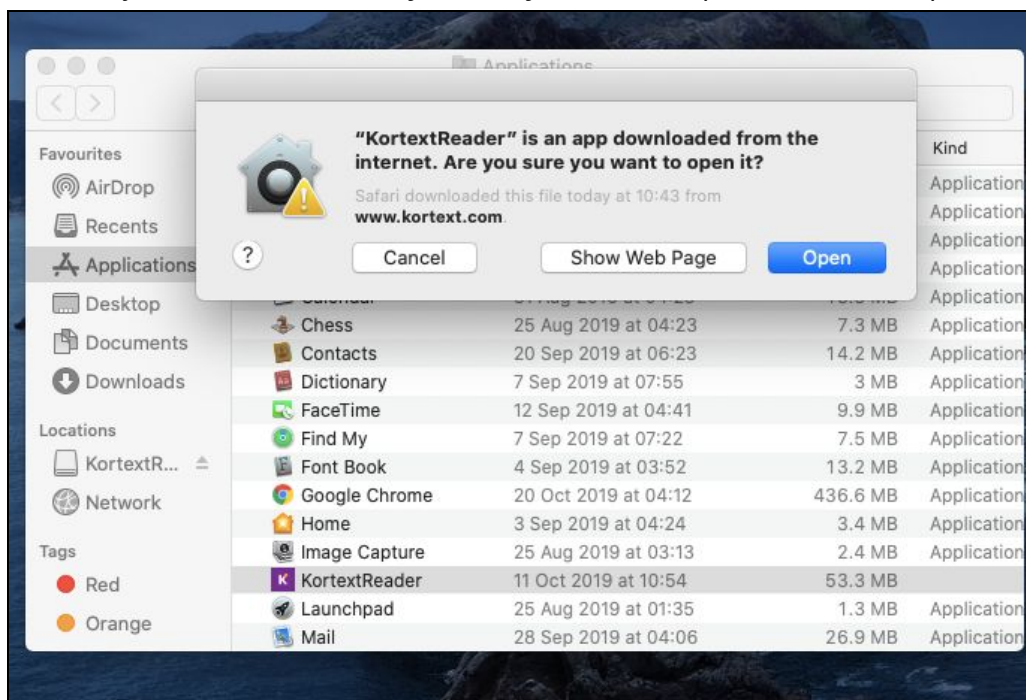 Applications
“KortextReader” is an app downloaded from the
internet. Are you sure you want to open it?
Safari downloaded this file today at 10:43 from
www.kortext.com.
?
Cancel
Show Web Page
Open
Kind
Favourites
AirDrop
Application
Recents
Application
Application
Applications
Application
Desktop
Calendar
Application
Chess 25 Aug 2019 at 04:23 7.3 MB Application
Documents
Contacts 20 Sep 2019 at 06:23 14.2 MB Application
Downloads
Dictionary 7 Sep 2019 at 07:55 3 MB Application
FaceTime 12 Sep 2019 at 04:41 9.9 MB Application
Locations
Find My 7 Sep 2019 at 07:22 7.5 MB Application
KortextR...
Font Book 4 Sep 2019 at 03:52 13.2 MB Application
Network
Google Chrome 20 Oct 2019 at 04:12 436.6 MB Application
Home 3 Sep 2019 at 04:24 3.4 MB Application
Tags
Image Capture 25 Aug 2019 at 03:13 2.4 MB Application
Red
K KortextReader 11 Oct 2019 at 10:54 53.3 MB
Launchpad 25 Aug 2019 at 01:35 1.3 MB Application
Orange
Mail 28 Sep 2019 at 04:06 26.9 MB Application